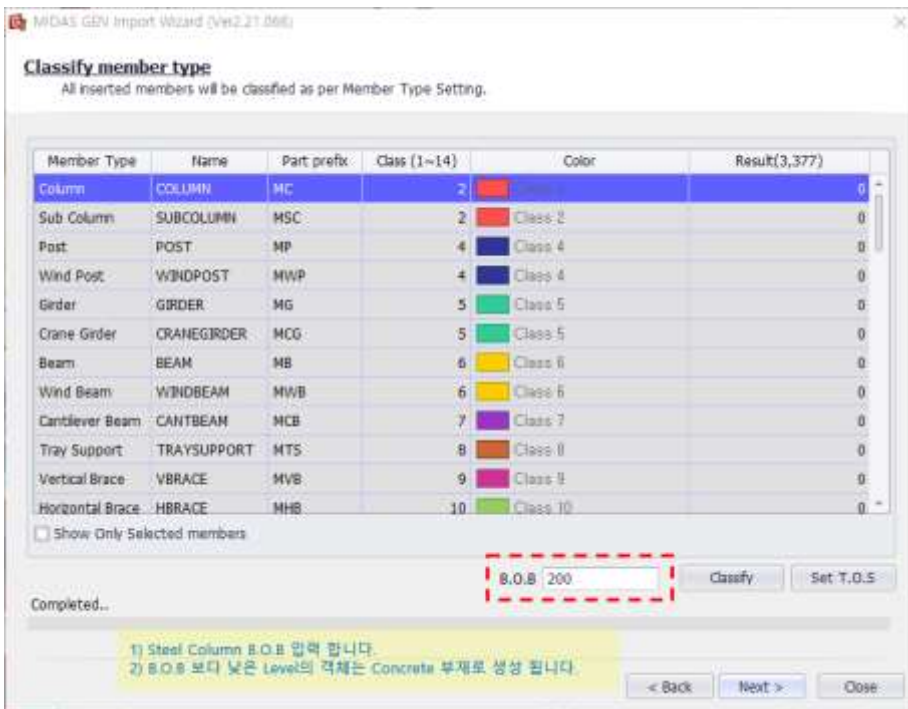 MIDAS GEN Import Wizard (Ver2.21.066)
Classify member type
All inserted members will be classified as per Member Type Setting.
Member Type Name Part prefix Class (1~14) Color Result(3,377)
Column COLUMN MC 2 0
Sub Column SUBCOLUMN MSC 2 Class 2 0
Post POST MP 4 Class 4 0
Wind Post WINDPOST MWP 4 Class 4 0
Girder GIRDER MG 5 Class 5 0
Crane Girder CRANEGIRDER MCG 5 Class 5 0
Beam BEAM MB 6 Class 6 0
Wind Beam WINDBEAM MWB 6 Class 6 0
Cantilever Beam CANTBEAM MCB 7 Class 7 0
Tray Support TRAYSUPPORT MTS 8 Class 8 0
Vertical Brace VBRACE MVB 9 Class 9 0
Horizontal Brace HBRACE MHB 10 Class 10 0
Show Only Selected members
B.O.B 200 Classify Set T.O.S
Completed..
1) Steel Column B.O.B 입력 합니다.
2) B.O.B 보다 낮은 Level의 객체는 Concrete 부재로 생성 됩니다.
< Back Next > Close